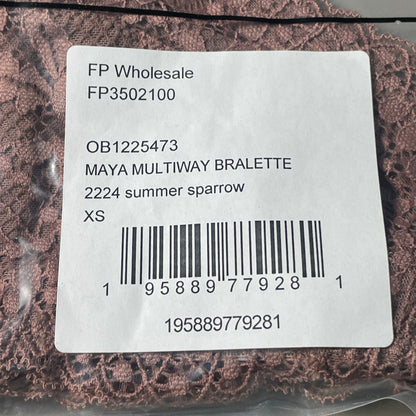 FP Wholesale
FP3502100
OB1225473
MAYA MULTIWAY BRALETTE
2224 summer sparrow
XS
1 95889 77928 1
195889779281